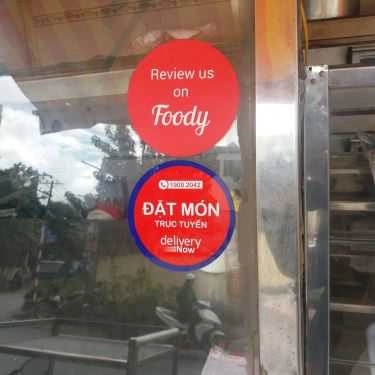 Review us
on
Foody
1900.2042
ĐẶT MÓN
TRỰC TUYẾN
delivery
Now